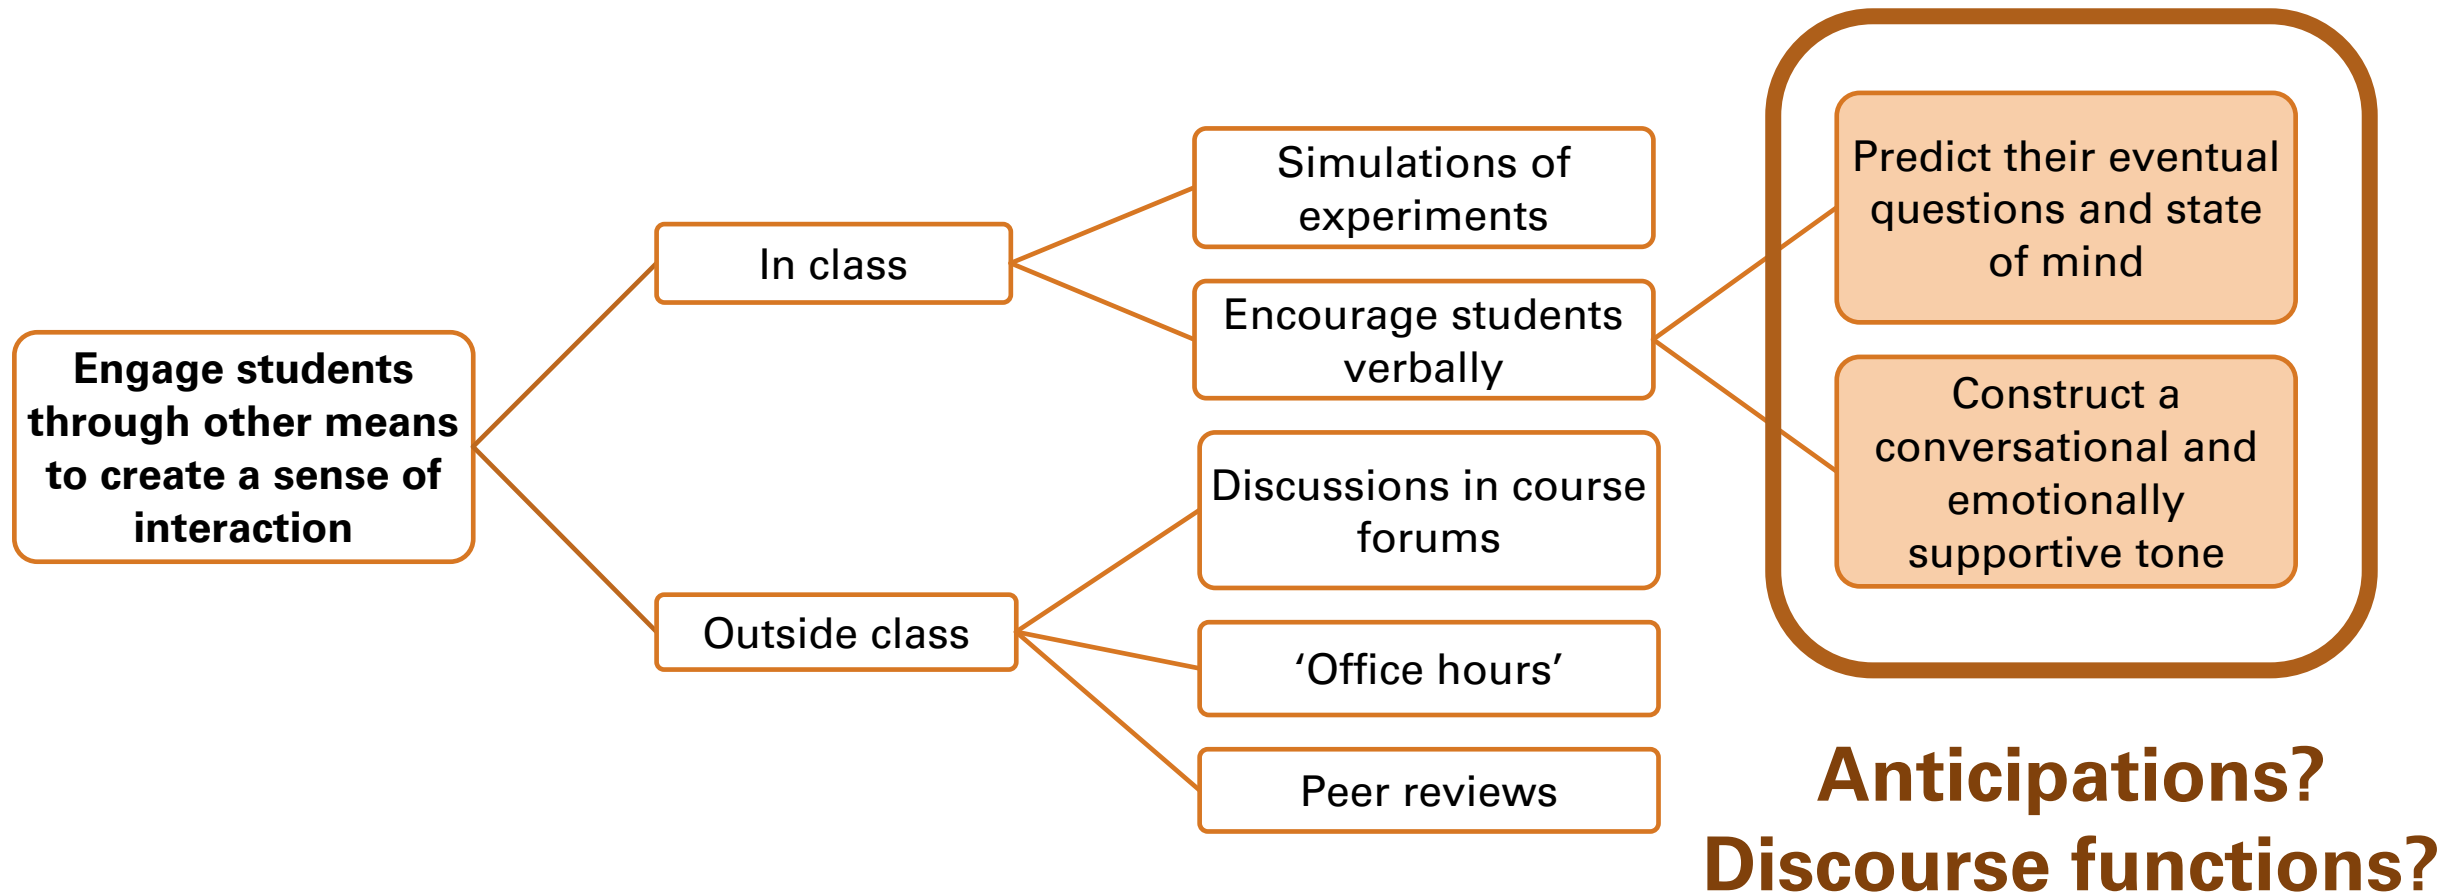 Engage students
through other means
to create a sense of
interaction
In class
Outside class
Simulations of
experiments
Encourage students
verbally
Discussions in course
forums
‘Office hours’
Peer reviews
Predict their eventual
questions and state
of mind
Construct a
conversational and
emotionally
supportive tone
Anticipations?
Discourse functions?